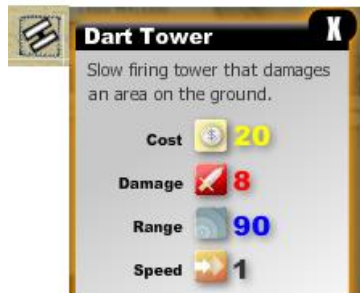 Dart Tower X
Slow firing tower that damages
an area on the ground.
Cost 20
Damage 8
Range 90
Speed 1